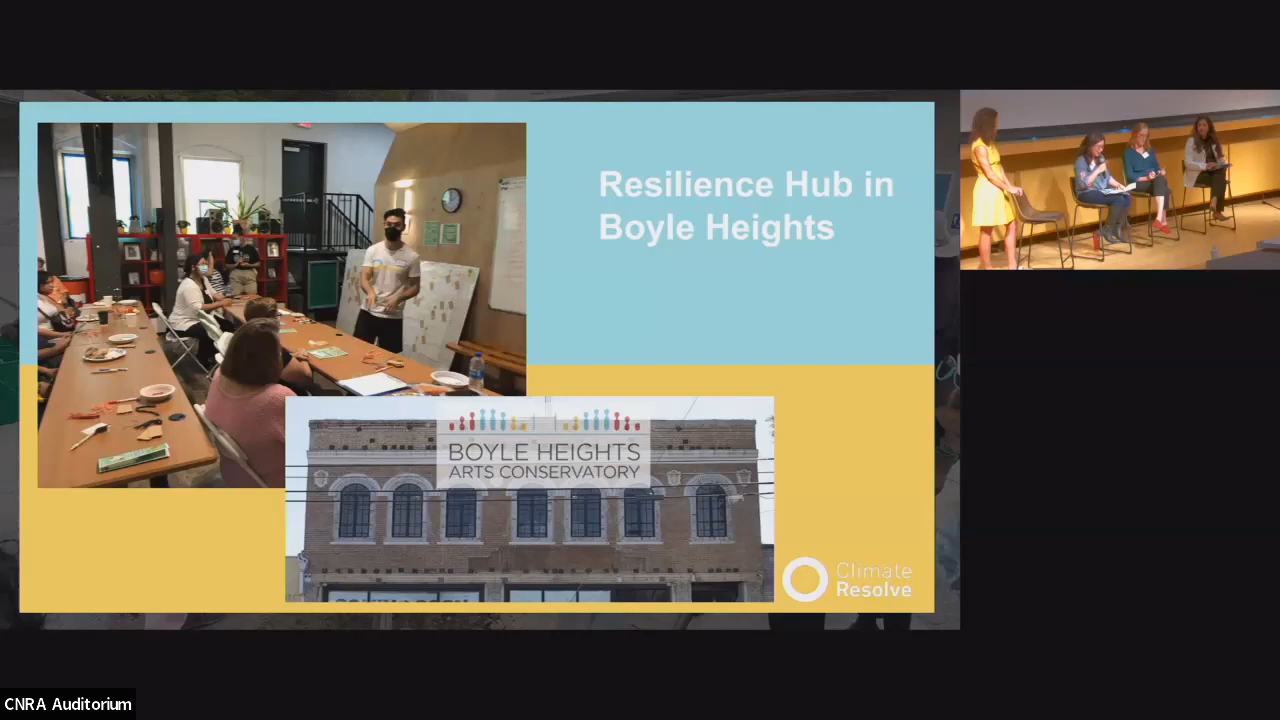 Resilience Hub in
Boyle Heights
BOYLE HEIGHTS
ARTS CONSERVATORY
Climate
Resolve
CNRA Auditorium